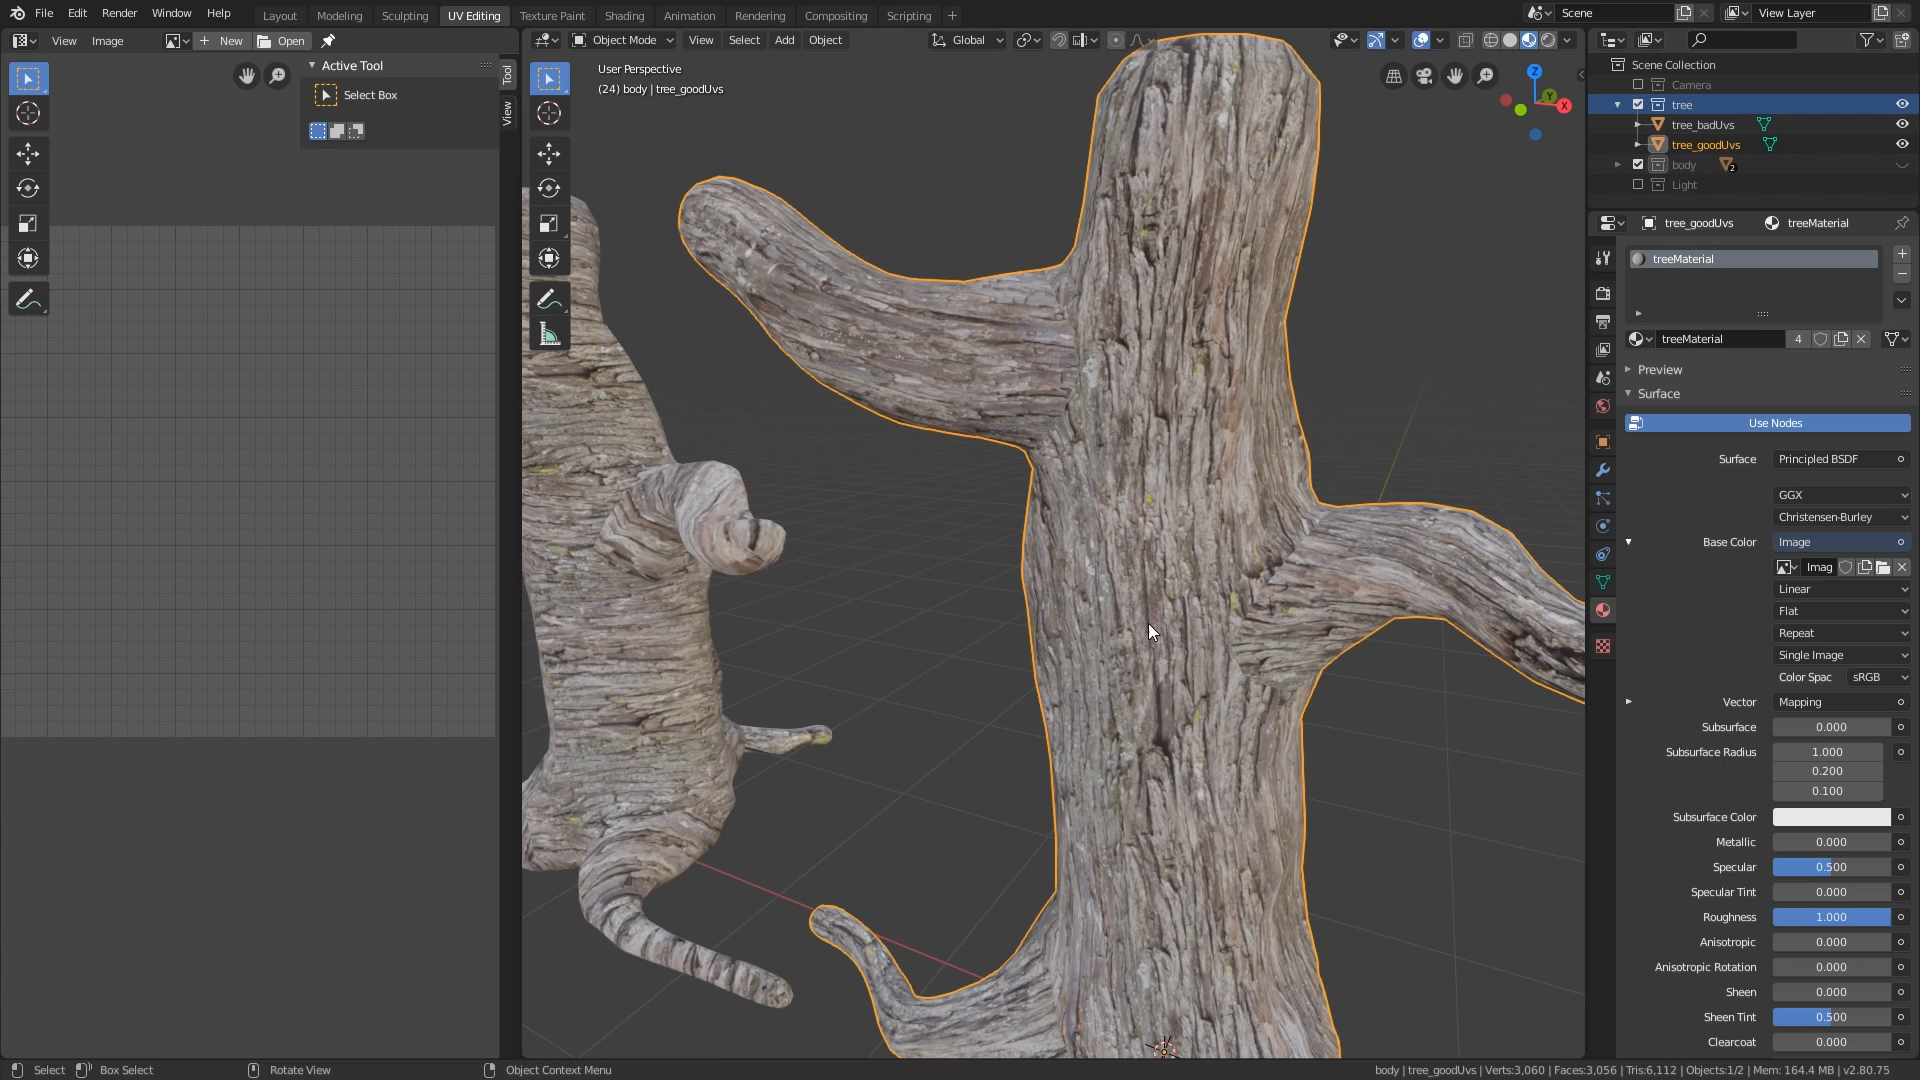 File Edit Render Window Help Layout Modeling Sculpting UV Editing Texture Paint Shading Animation Rendering Compositing Scripting + Scene View Layer
View Image New Open Object Mode View Select Add Object Global
Active Tool
Select Box
Tool
View
User Perspective
(24) body | tree_goodUvs
Z
Y
X
Scene Collection
Camera
tree
tree_badUvs
tree_goodUvs
body 2
Light
tree_goodUvs treeMaterial
treeMaterial
treeMaterial 4
Preview
Surface
Use Nodes
Surface Principled BSDF
GGX
Christensen-Burley
Base Color Image
Imag
Linear
Flat
Repeat
Single Image
Color Spac sRGB
Vector Mapping
Subsurface 0.000
Subsurface Radius 1.000
0.200
0.100
Subsurface Color
Metallic 0.000
Specular 0.500
Specular Tint 0.000
Roughness 1.000
Anisotropic 0.000
Anisotropic Rotation 0.000
Sheen 0.000
Sheen Tint 0.500
Clearcoat 0.000
Select Box Select Rotate View Object Context Menu body | tree_goodUvs | Verts:3,060 | Faces:3,056 | Tris:6,112 | Objects:1/2 | Mem: 164.4 MB | v2.80.75